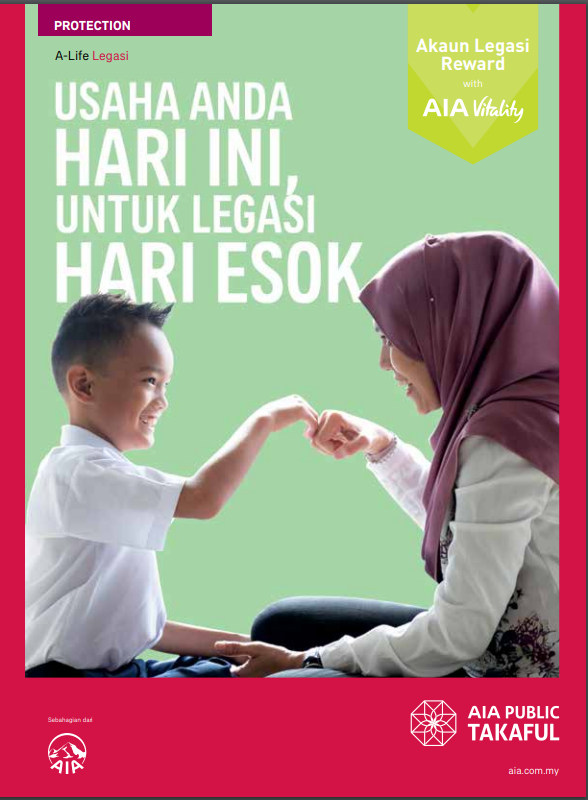 PROTECTION
A-Life Legasi
Akaun Legasi
Reward
with
AIA Vitality
USAHA ANDA
HARI INI,
UNTUK LEGASI
HARI ESOK
Sebahagian dari
AIA
AIA PUBLIC
TAKAFUL
aia.com.my